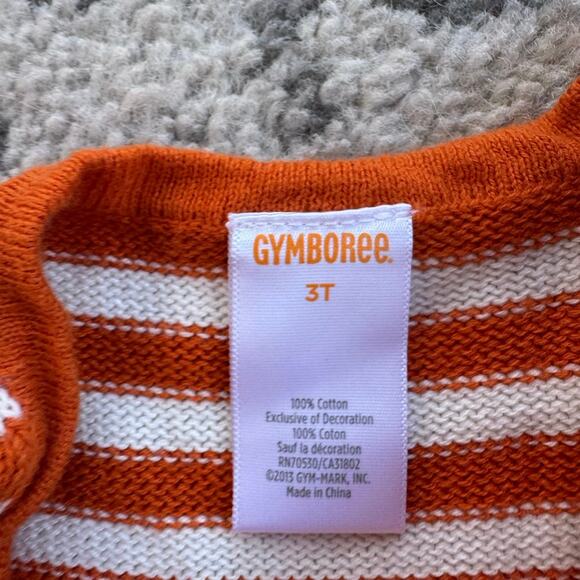 GYMBOREE.
3T
100% Cotton
Exclusive of Decoration
100% Coton
Sauf la décoration
RN70530/CA31802
©2013 GYM-MARK, INC.
Made in China